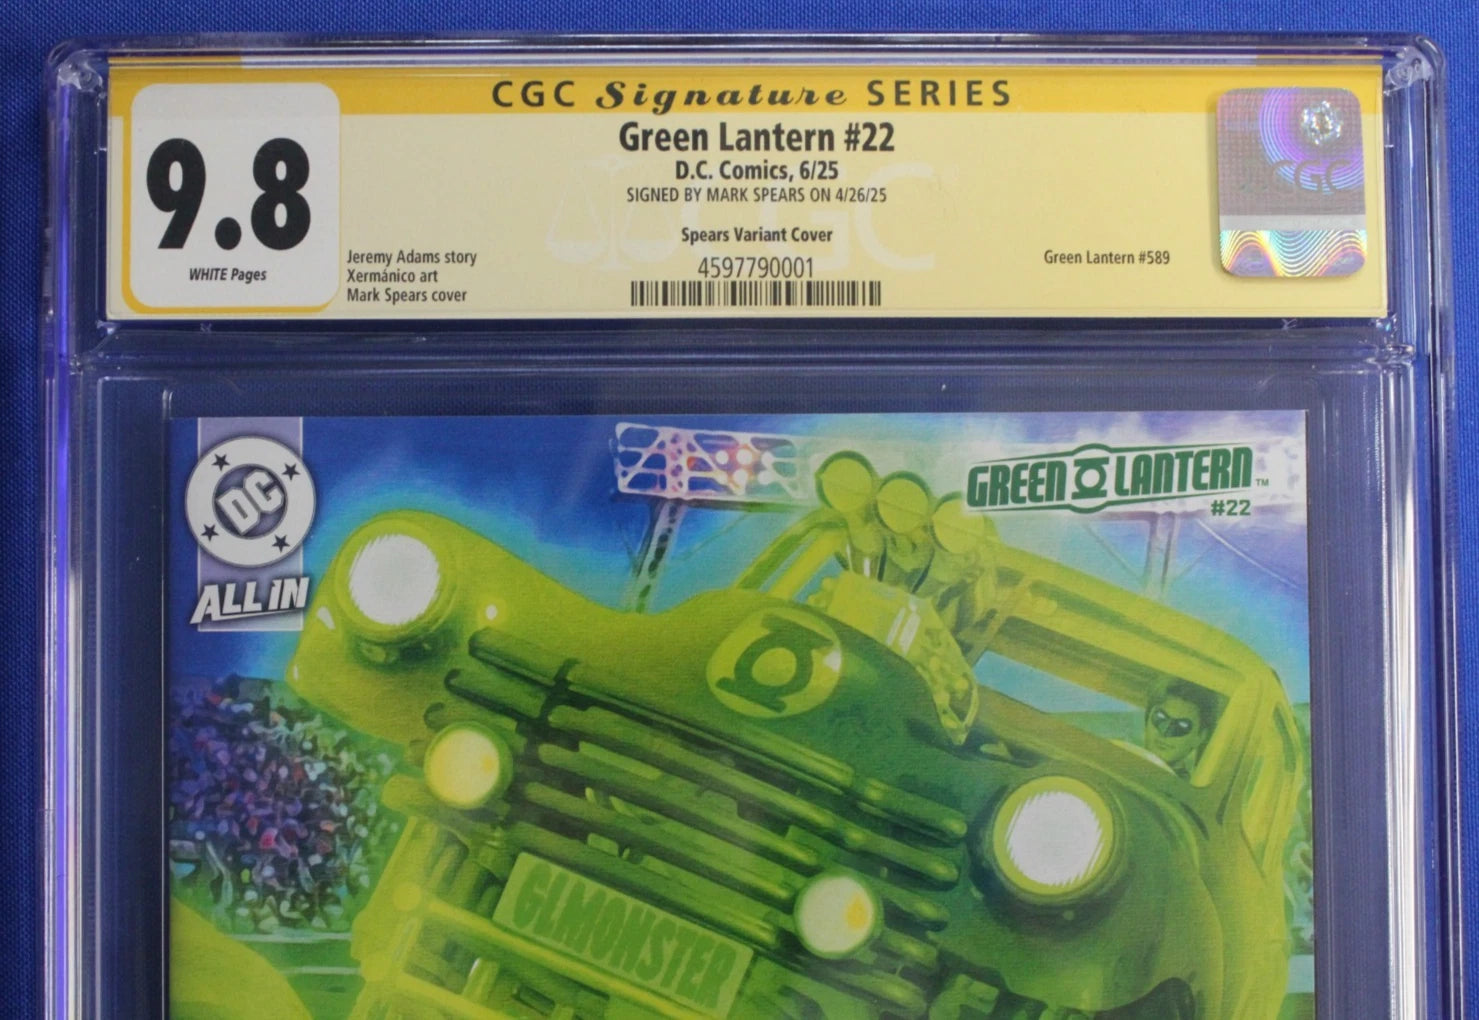 CGC Signature SERIES
9.8
WHITE Pages
Green Lantern #22
D.C. Comics, 6/25
SIGNED BY MARK SPEARS ON 4/26/25
Spears Variant Cover
4597790001
Jeremy Adams story
Xermánico art
Mark Spears cover
Green Lantern #589
CGC
CGC
DC
ALL IN
GREEN LANTERN™
#22
GLMONSTER